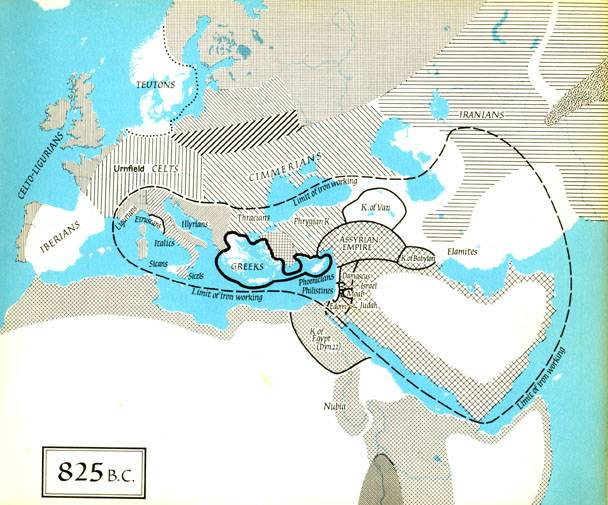 TEUTONS
CELTO-LIGURIANS
IRANIANS
Urnfield CELTS
CIMMERIANS
Limit of iron working
IBERIANS
Ligurians
Etruscans
Illyrians
Italics
Thracians
Phrygian K.
K. of Van
ASSYRIAN
EMPIRE
K. of Babylon
Elamites
Sicans
Sicels
GREEKS
Phoenicians
Philistines
Damascus
Israel
Moab
Judah
Edom
Limit of iron working
K. of
Egypt
(Dyn.22)
Limit of iron working
Nubia
825 B.C.